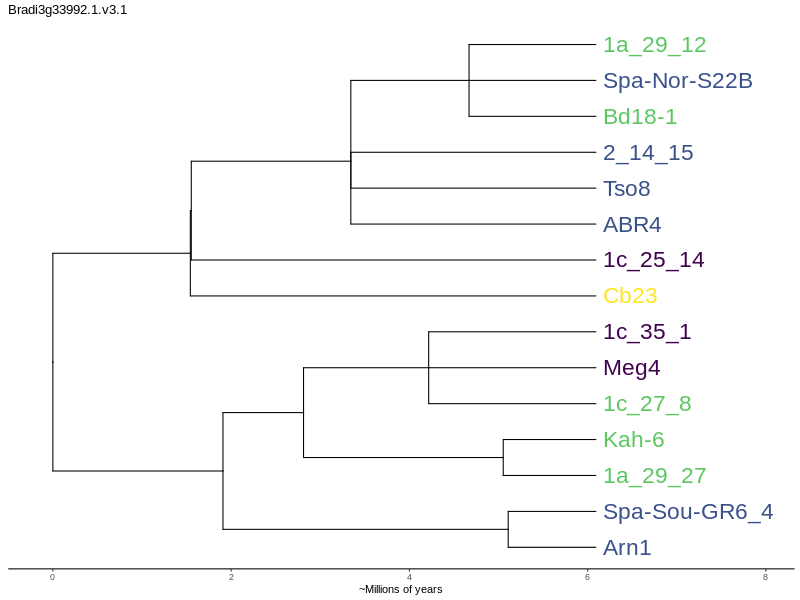 Bradi3g33992.1.v3.1
1a_29_12
Spa-Nor-S22B
Bd18-1
2_14_15
Tso8
ABR4
1c_25_14
Cb23
1c_35_1
Meg4
1c_27_8
Kah-6
1a_29_27
Spa-Sou-GR6_4
Arn1
0 2 4 6 8
~Millions of years